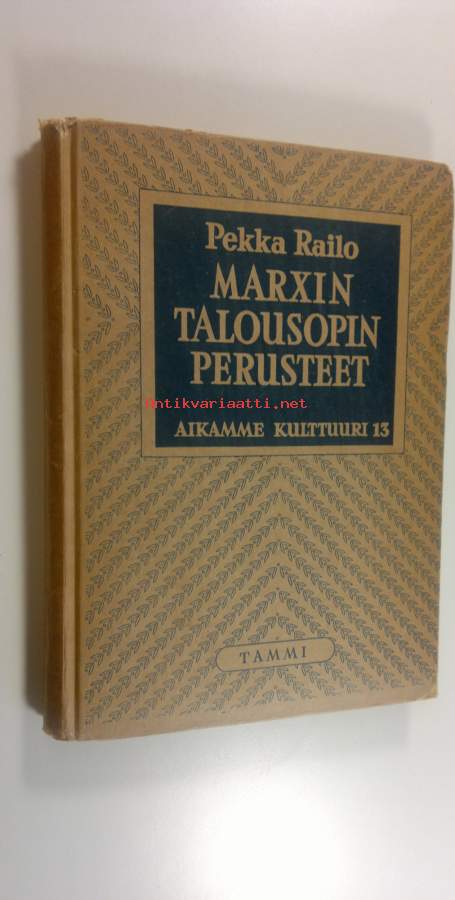 Pekka Railo
MARXIN
TALOUSOPIN
PERUSTEET
Antikvariaatti.net
AIKAMME KULTTUURI 13
TAMMI